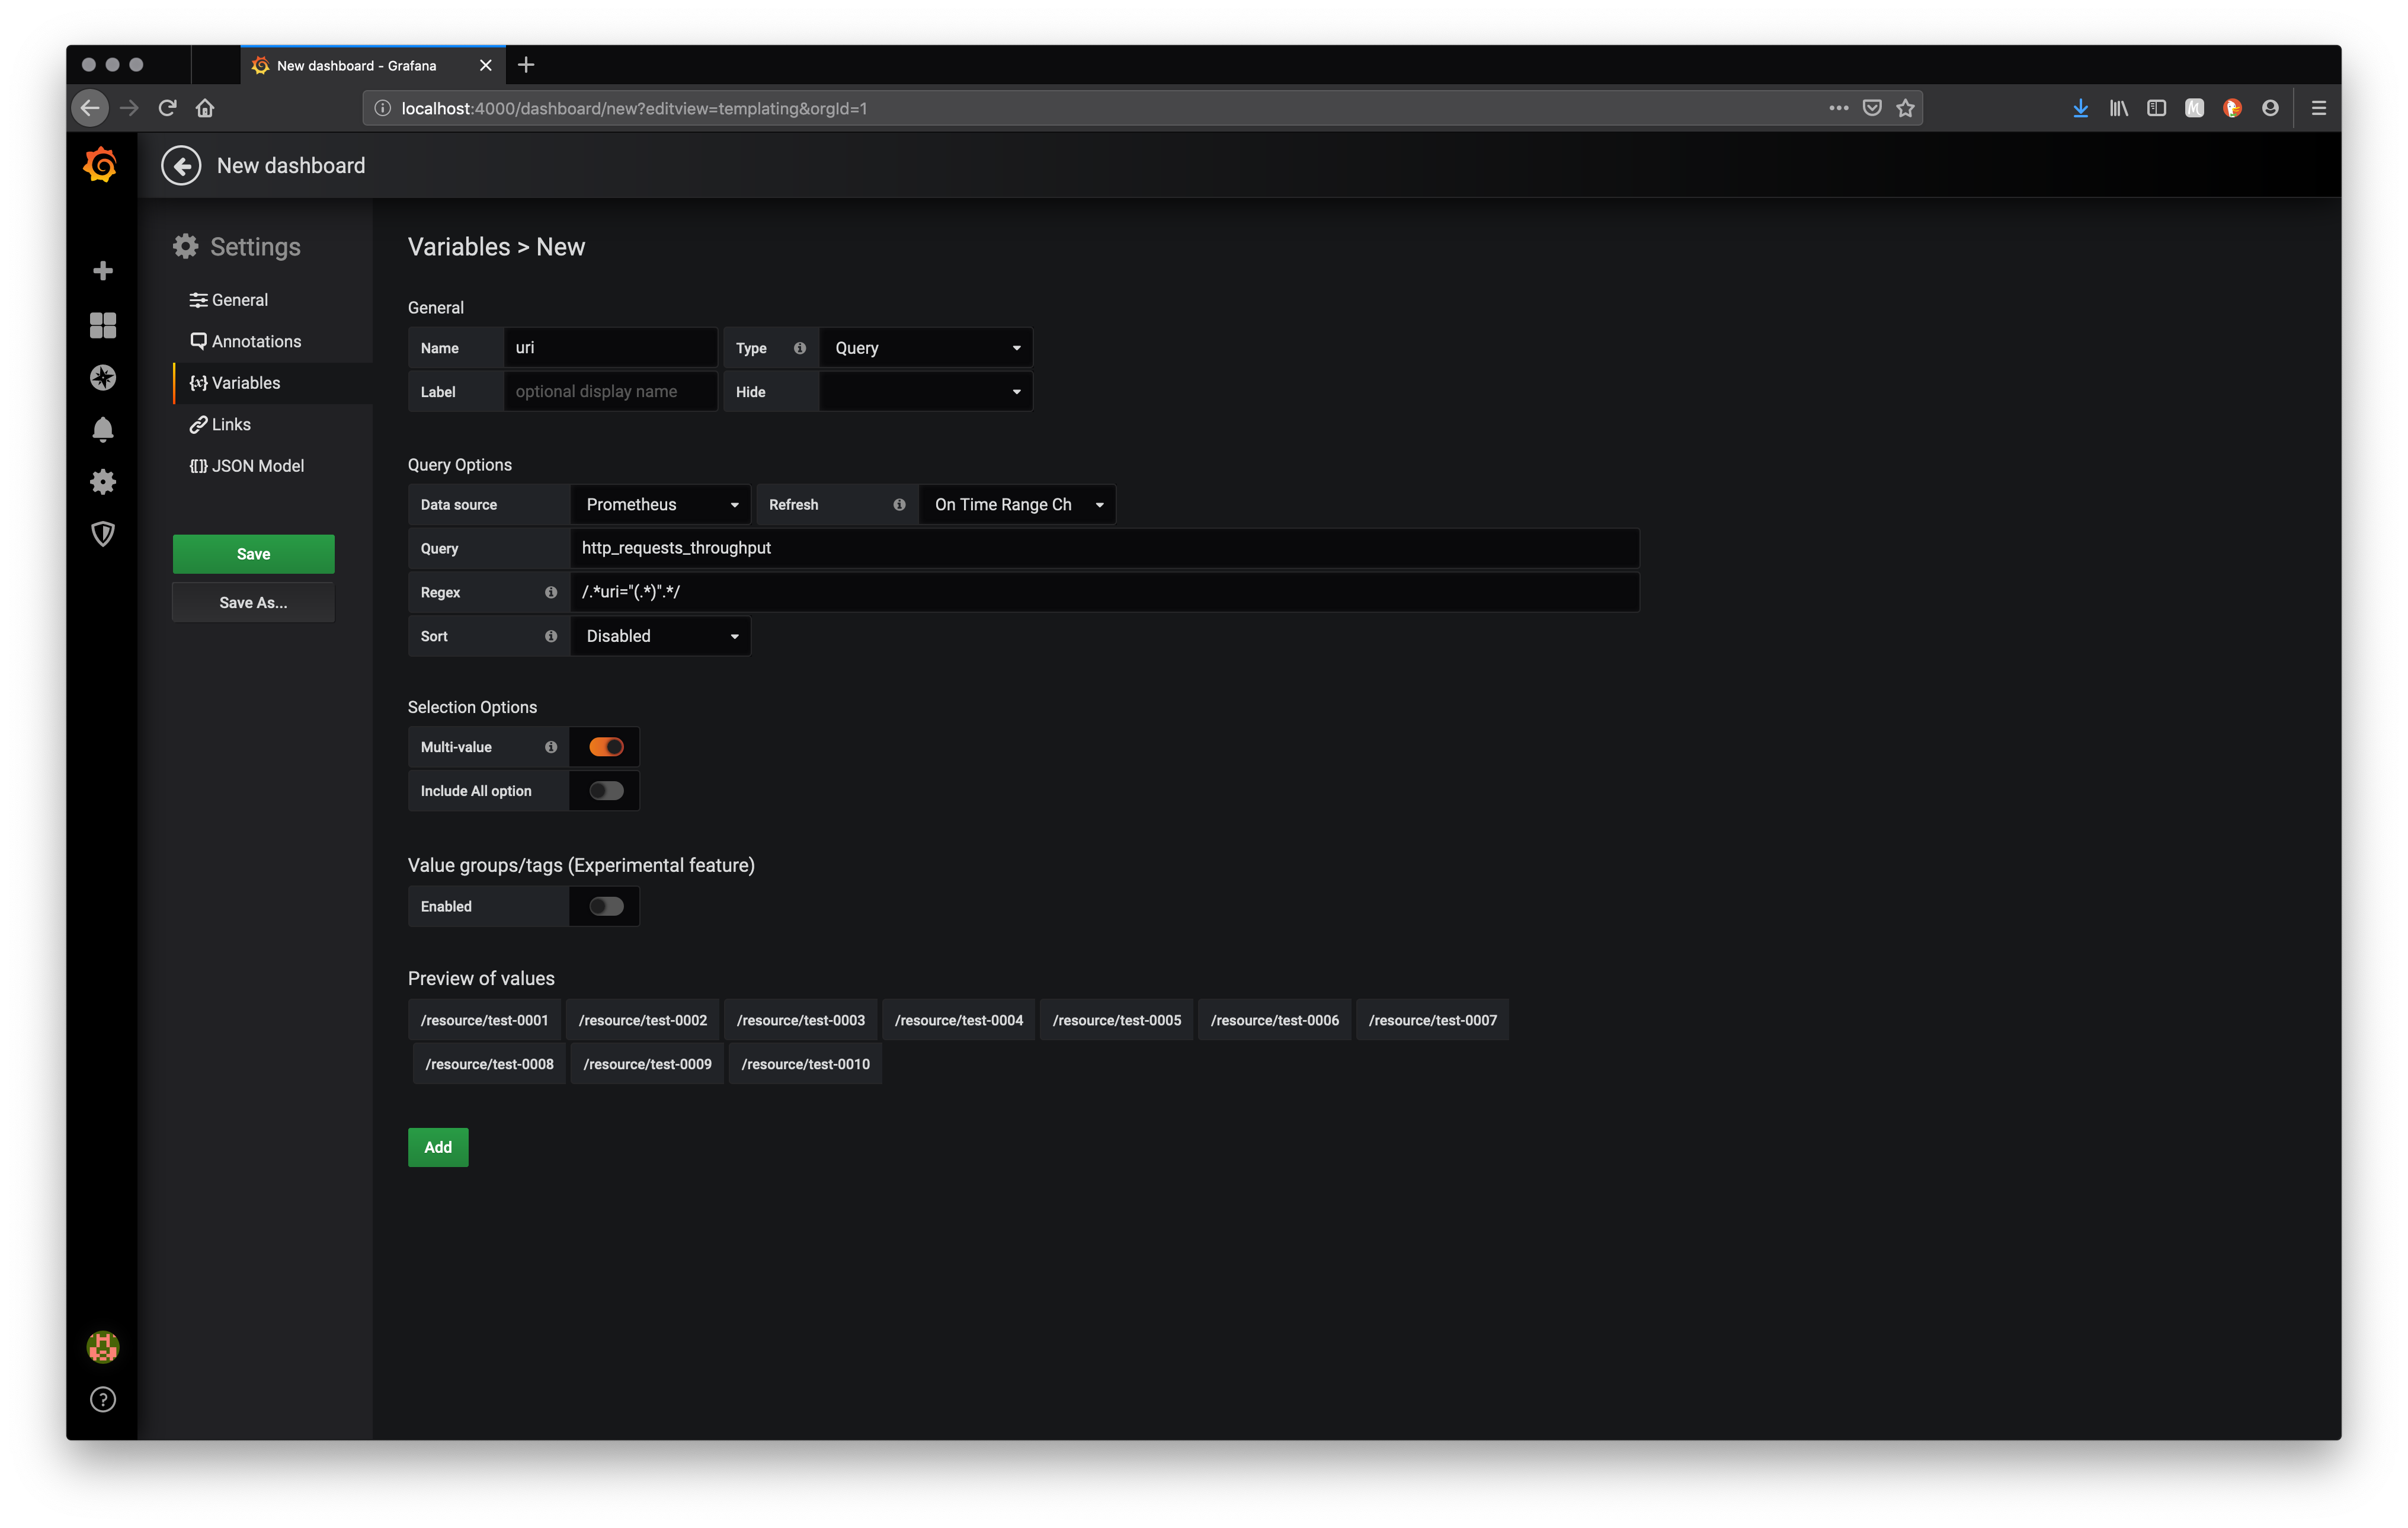 New dashboard - Grafana
localhost:4000/dashboard/new?editview=templating&orgId=1
New dashboard
Settings
General
Annotations
{x} Variables
Links
{[]} JSON Model
Save
Save As...
Variables > New
General
Name uri Type Query
Label optional display name Hide
Query Options
Data source Prometheus Refresh On Time Range Ch
Query http_requests_throughput
Regex /.*uri="(.*)".*/
Sort Disabled
Selection Options
Multi-value
Include All option
Value groups/tags (Experimental feature)
Enabled
Preview of values
/resource/test-0001 /resource/test-0002 /resource/test-0003 /resource/test-0004 /resource/test-0005 /resource/test-0006 /resource/test-0007
/resource/test-0008 /resource/test-0009 /resource/test-0010
Add